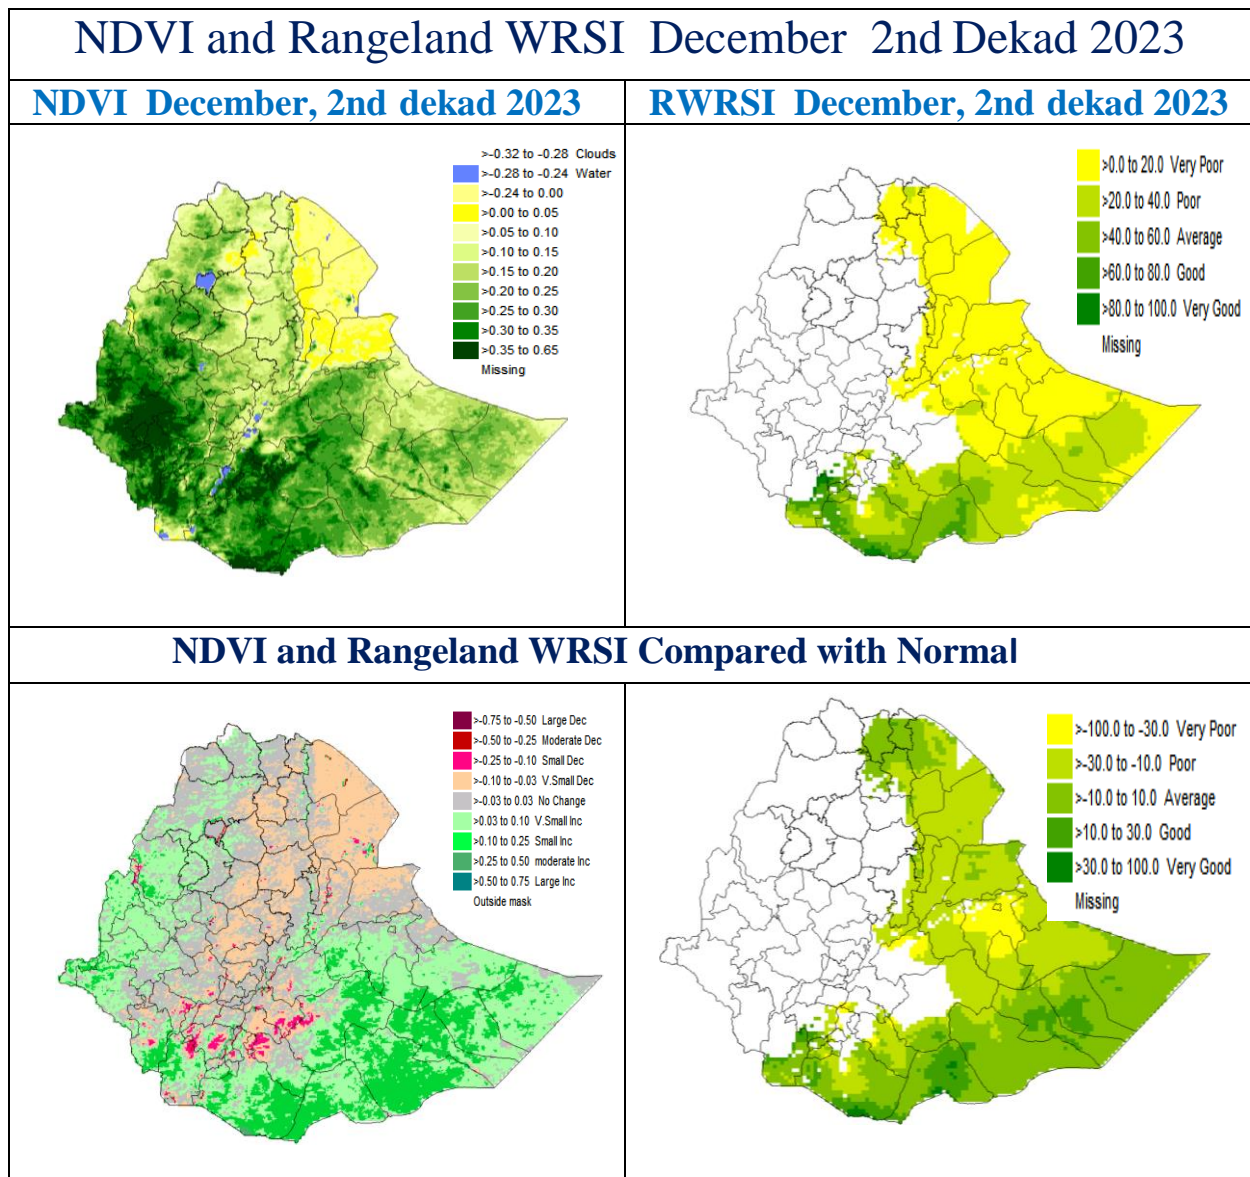 NDVI and Rangeland WRSI December 2nd Dekad 2023
NDVI December, 2nd dekad 2023
RWRSI December, 2nd dekad 2023
>-0.32 to -0.28 Clouds
>-0.28 to -0.24 Water
>-0.24 to 0.00
>0.00 to 0.05
>0.05 to 0.10
>0.10 to 0.15
>0.15 to 0.20
>0.20 to 0.25
>0.25 to 0.30
>0.30 to 0.35
>0.35 to 0.65
Missing
>0.0 to 20.0 Very Poor
>20.0 to 40.0 Poor
>40.0 to 60.0 Average
>60.0 to 80.0 Good
>80.0 to 100.0 Very Good
Missing
NDVI and Rangeland WRSI Compared with Normal
>-0.75 to -0.50 Large Dec
>-0.50 to -0.25 Moderate Dec
>-0.25 to -0.10 Small Dec
>-0.10 to -0.03 V.Small Dec
>-0.03 to 0.03 No Change
>0.03 to 0.10 V.Small Inc
>0.10 to 0.25 Small Inc
>0.25 to 0.50 moderate Inc
>0.50 to 0.75 Large Inc
Outside mask
>-100.0 to -30.0 Very Poor
>-30.0 to -10.0 Poor
>-10.0 to 10.0 Average
>10.0 to 30.0 Good
>30.0 to 100.0 Very Good
Missing